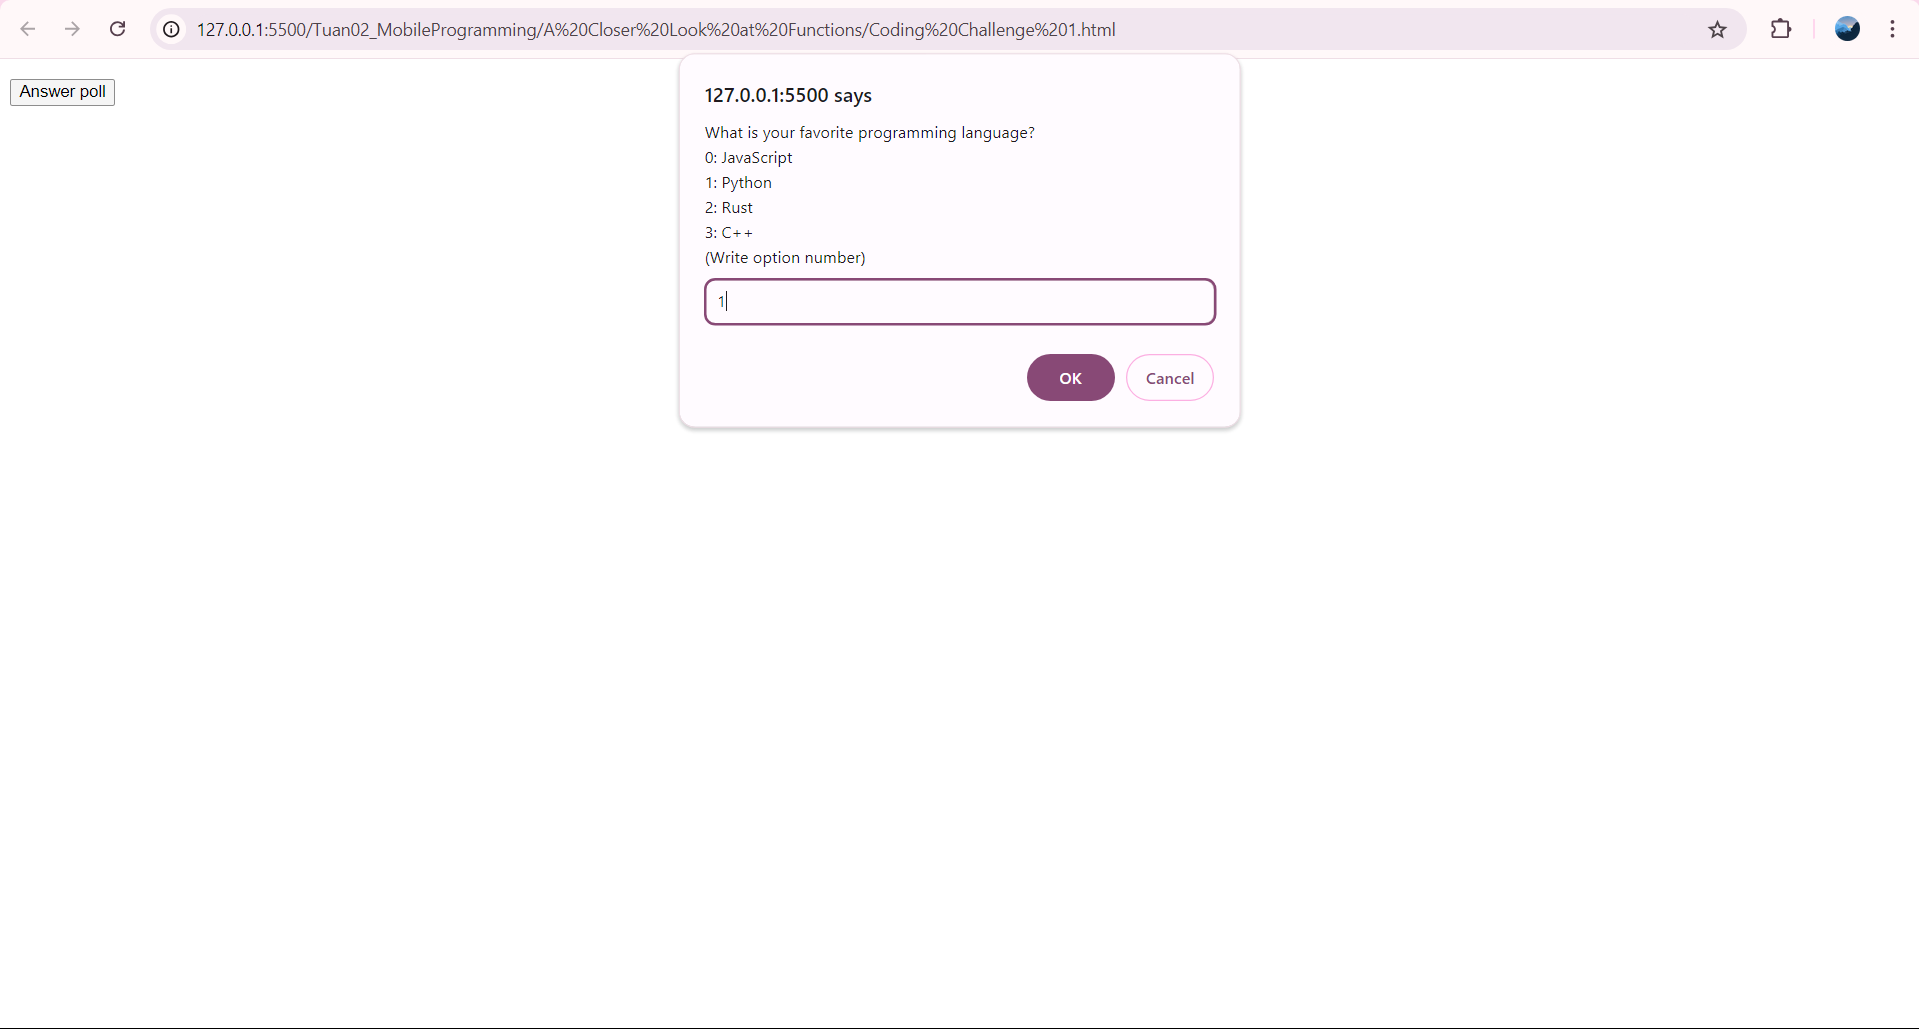 127.0.0.1:5500/Tuan02_MobileProgramming/A%20Closer%20Look%20at%20Functions/Coding%20Challenge%201.html
Answer poll
127.0.0.1:5500 says
What is your favorite programming language?
0: JavaScript
1: Python
2: Rust
3: C++
(Write option number)
1
OK
Cancel